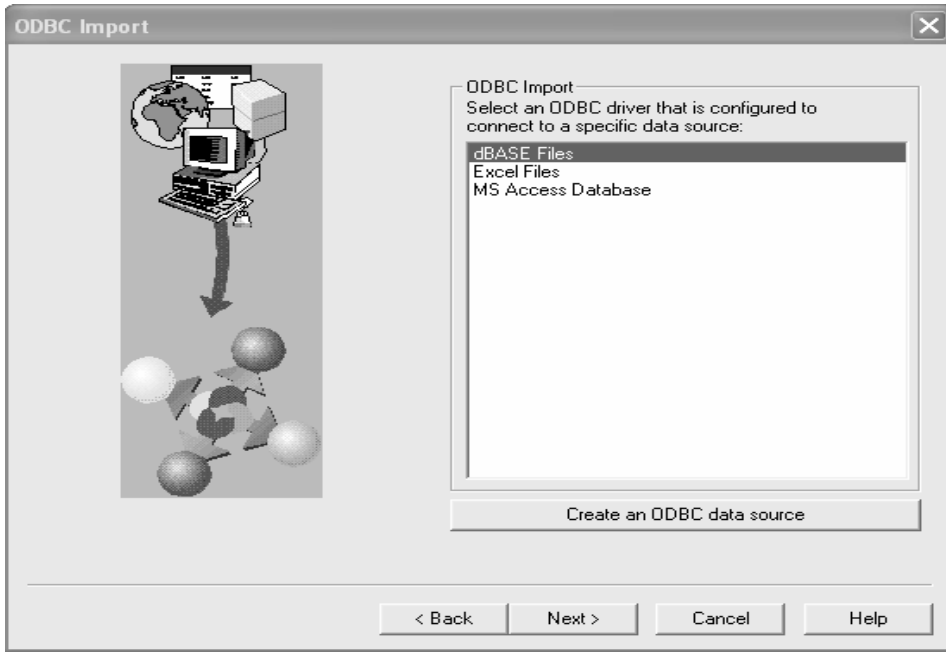 ODBC Import
ODBC Import
Select an ODBC driver that is configured to
connect to a specific data source:
dBASE Files
Excel Files
MS Access Database
Create an ODBC data source
< Back
Next >
Cancel
Help